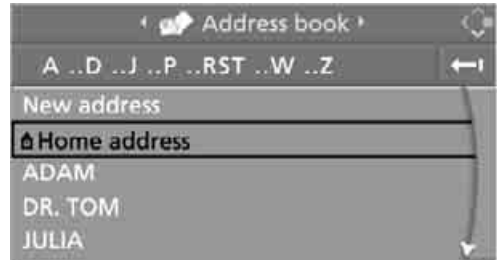 Address book
A ..D ..J ..P ..RST ..W ..Z
New address
Home address
ADAM
DR. TOM
JULIA